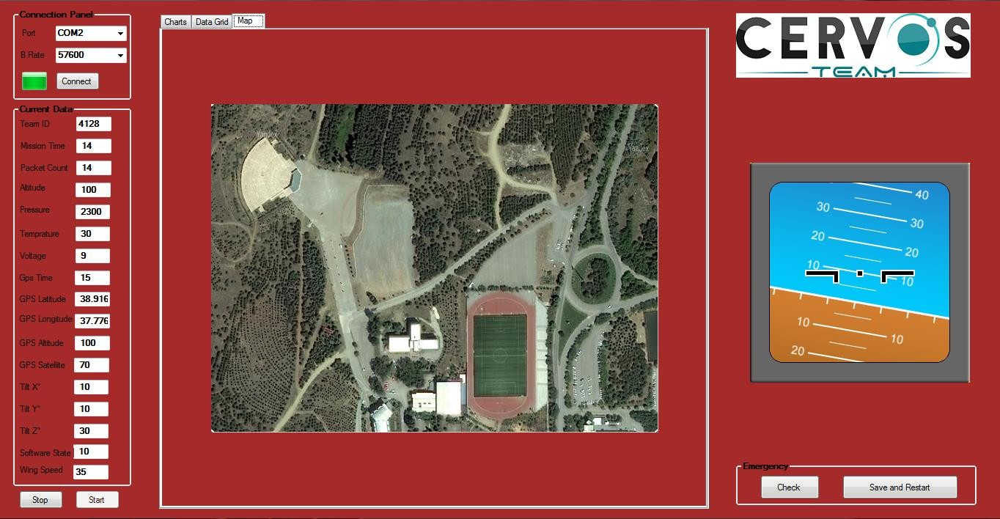 Connection Panel
Port COM2
B.Rate 57600
Connect
Current Data
Team ID 4128
Mission Time 14
Packet Count 14
Altitude 100
Pressure 2300
Temprature 30
Voltage 9
Gps Time 15
GPS Latitude 38.916
GPS Longitude 37.776
GPS Altitude 100
GPS Satellite 70
Tilt X° 10
Tilt Y° 10
Tilt Z° 30
Software State 10
Wing Speed 35
Stop Start
Charts Data Grid Map
Yandex
Yandex
CERVOS
TEAM
40
30 30
20 20
10 10
10 10
20
Emergency
Check Save and Restart